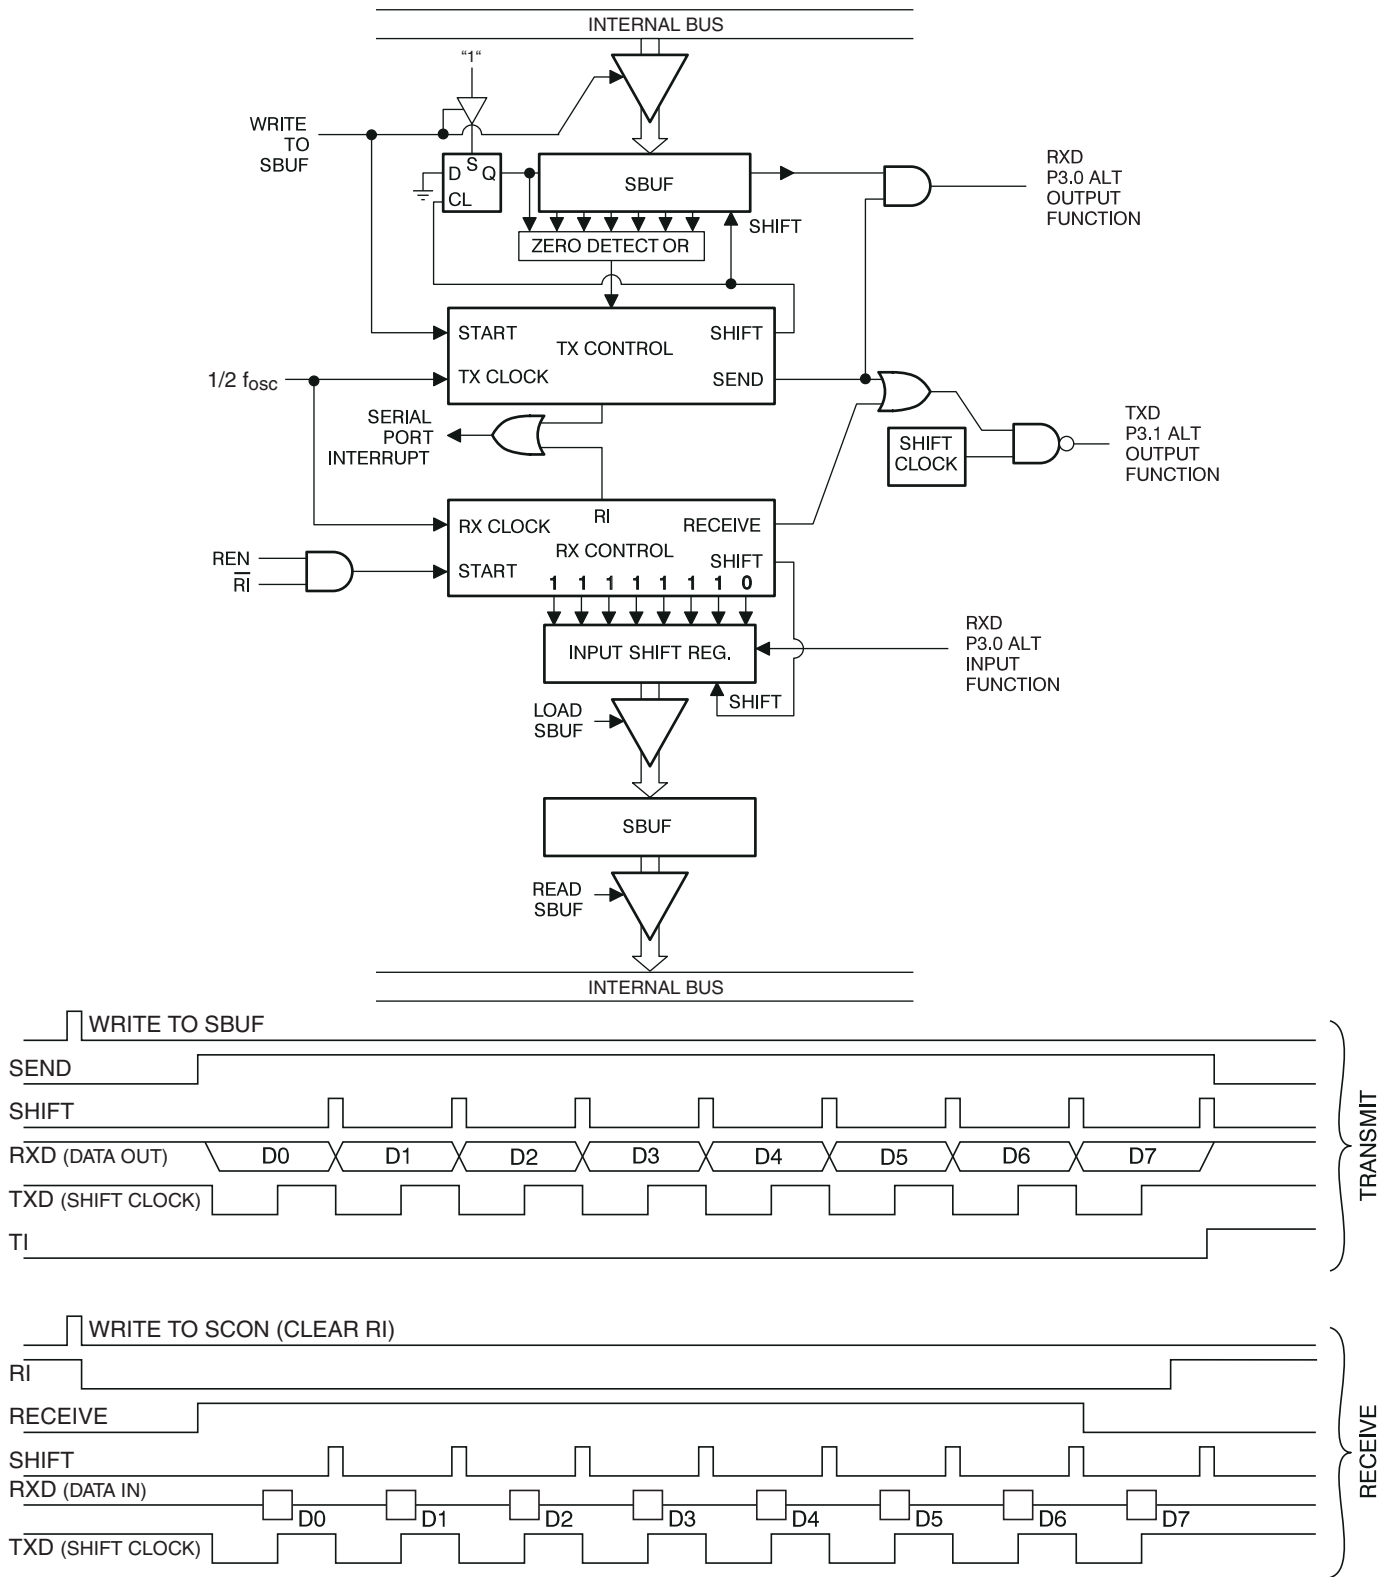 INTERNAL BUS
“1“
WRITE
TO
SBUF
D S Q
CL
SBUF
RXD
P3.0 ALT
OUTPUT
FUNCTION
SHIFT
ZERO DETECT OR
START
SHIFT
TX CONTROL
1/2 fosc
TX CLOCK
SEND
SERIAL
PORT
INTERRUPT
SHIFT
CLOCK
TXD
P3.1 ALT
OUTPUT
FUNCTION
RI
RX CLOCK
RECEIVE
RX CONTROL
REN
RI
START
SHIFT
1 1 1 1 1 1 1 0
INPUT SHIFT REG.
RXD
P3.0 ALT
INPUT
FUNCTION
SHIFT
LOAD
SBUF
SBUF
READ
SBUF
INTERNAL BUS
WRITE TO SBUF
SEND
SHIFT
RXD (DATA OUT) D0 D1 D2 D3 D4 D5 D6 D7
TXD (SHIFT CLOCK)
TI
TRANSMIT
WRITE TO SCON (CLEAR RI)
RI
RECEIVE
SHIFT
RXD (DATA IN) D0 D1 D2 D3 D4 D5 D6 D7
TXD (SHIFT CLOCK)
RECEIVE